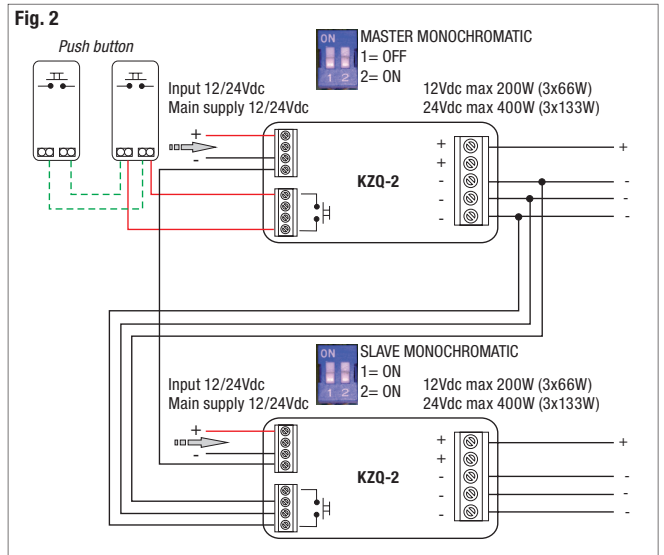 Fig. 2
Push button
ON
1 2
MASTER MONOCHROMATIC
1= OFF
2= ON
Input 12/24Vdc
Main supply 12/24Vdc
12Vdc max 200W (3x66W)
24Vdc max 400W (3x133W)
+
-
KZQ-2
+
+
-
-
-
+
-
-
-
ON
1 2
SLAVE MONOCHROMATIC
1= ON
2= ON
Input 12/24Vdc
Main supply 12/24Vdc
12Vdc max 200W (3x66W)
24Vdc max 400W (3x133W)
+
-
KZQ-2
+
+
-
-
-
+
-
-
-